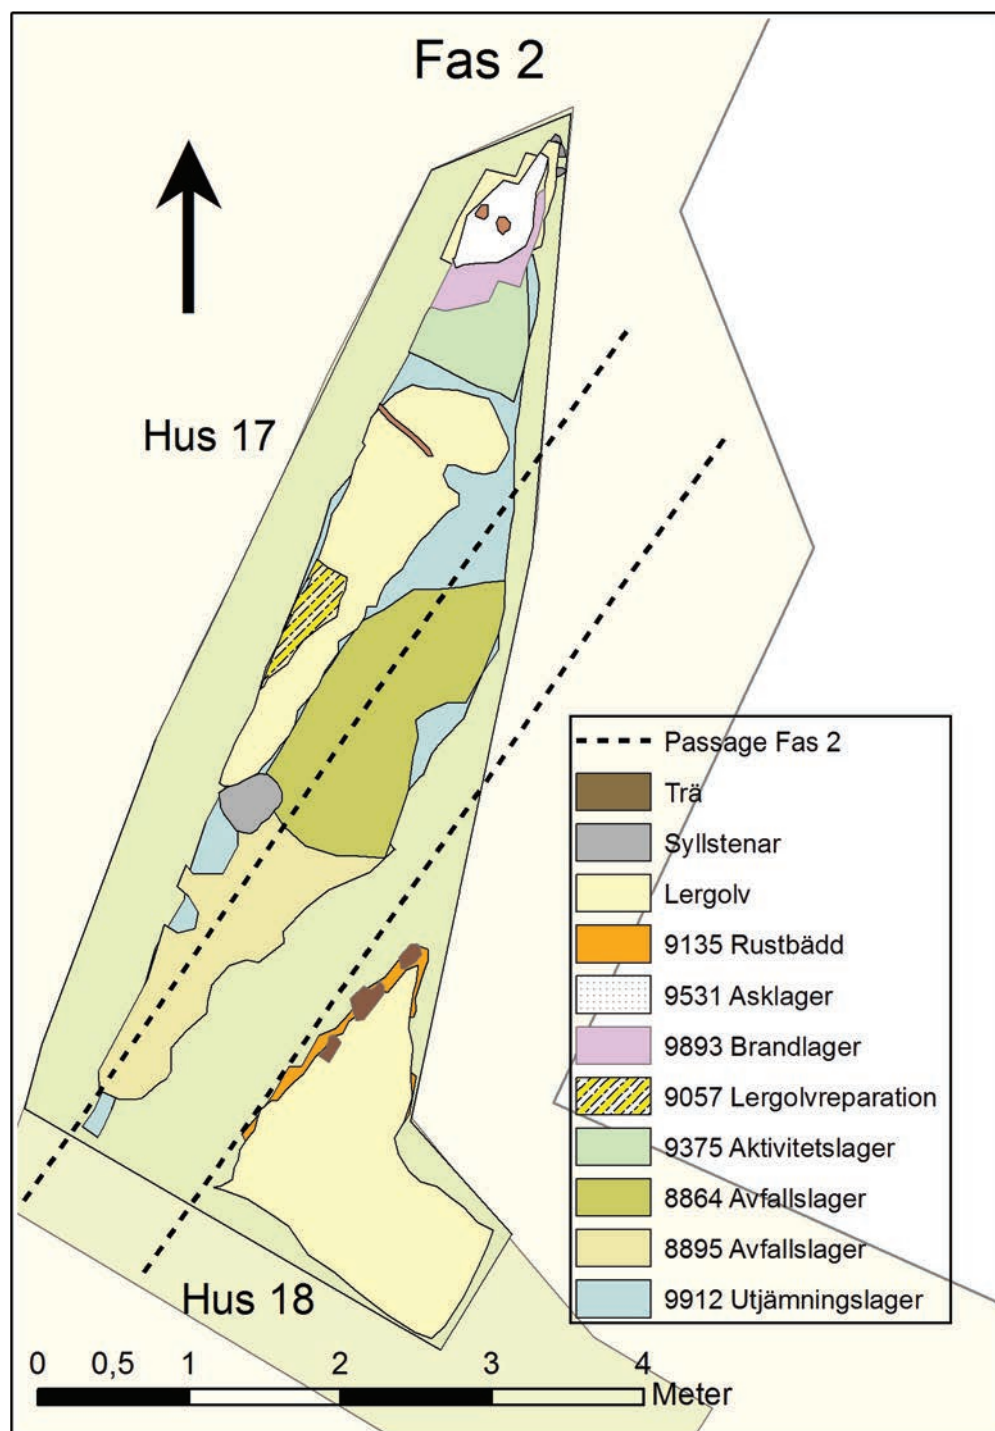 Fas 2
Hus 17
Passage Fas 2
Trä
Syllstenar
Lergolv
9135 Rustbädd
9531 Asklager
9893 Brandlager
9057 Lergolvreparation
9375 Aktivitetslager
8864 Avfallslager
8895 Avfallslager
9912 Utjämningslager
Hus 18
0 0,5 1 2 3 4
Meter